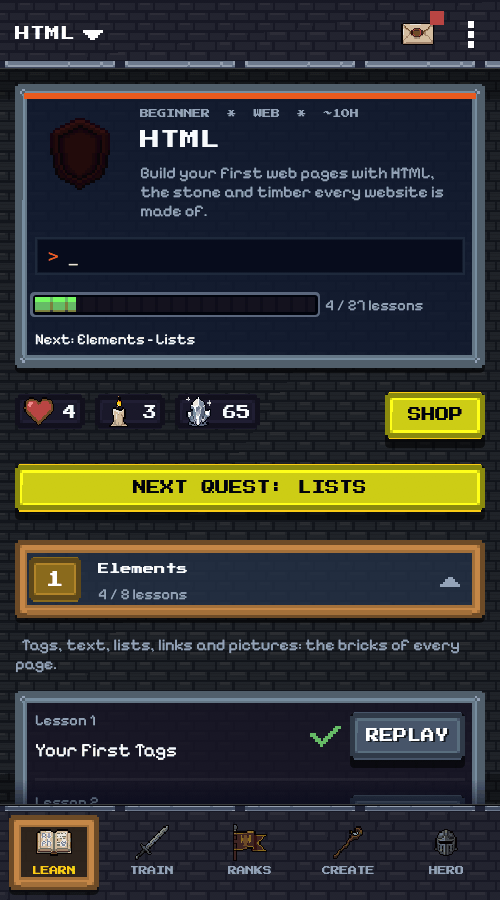 HTML
BEGINNER * WEB * ~10H
HTML
Build your first web pages with HTML,
the stone and timber every website is
made of.
> _
4 / 27 lessons
Next: Elements - Lists
4
3
65
SHOP
NEXT QUEST: LISTS
1
Elements
4 / 8 lessons
Tags, text, lists, links and pictures: the bricks of every
page.
Lesson 1
Your First Tags
REPLAY
Lesson 2
LEARN
TRAIN
RANKS
CREATE
HERO